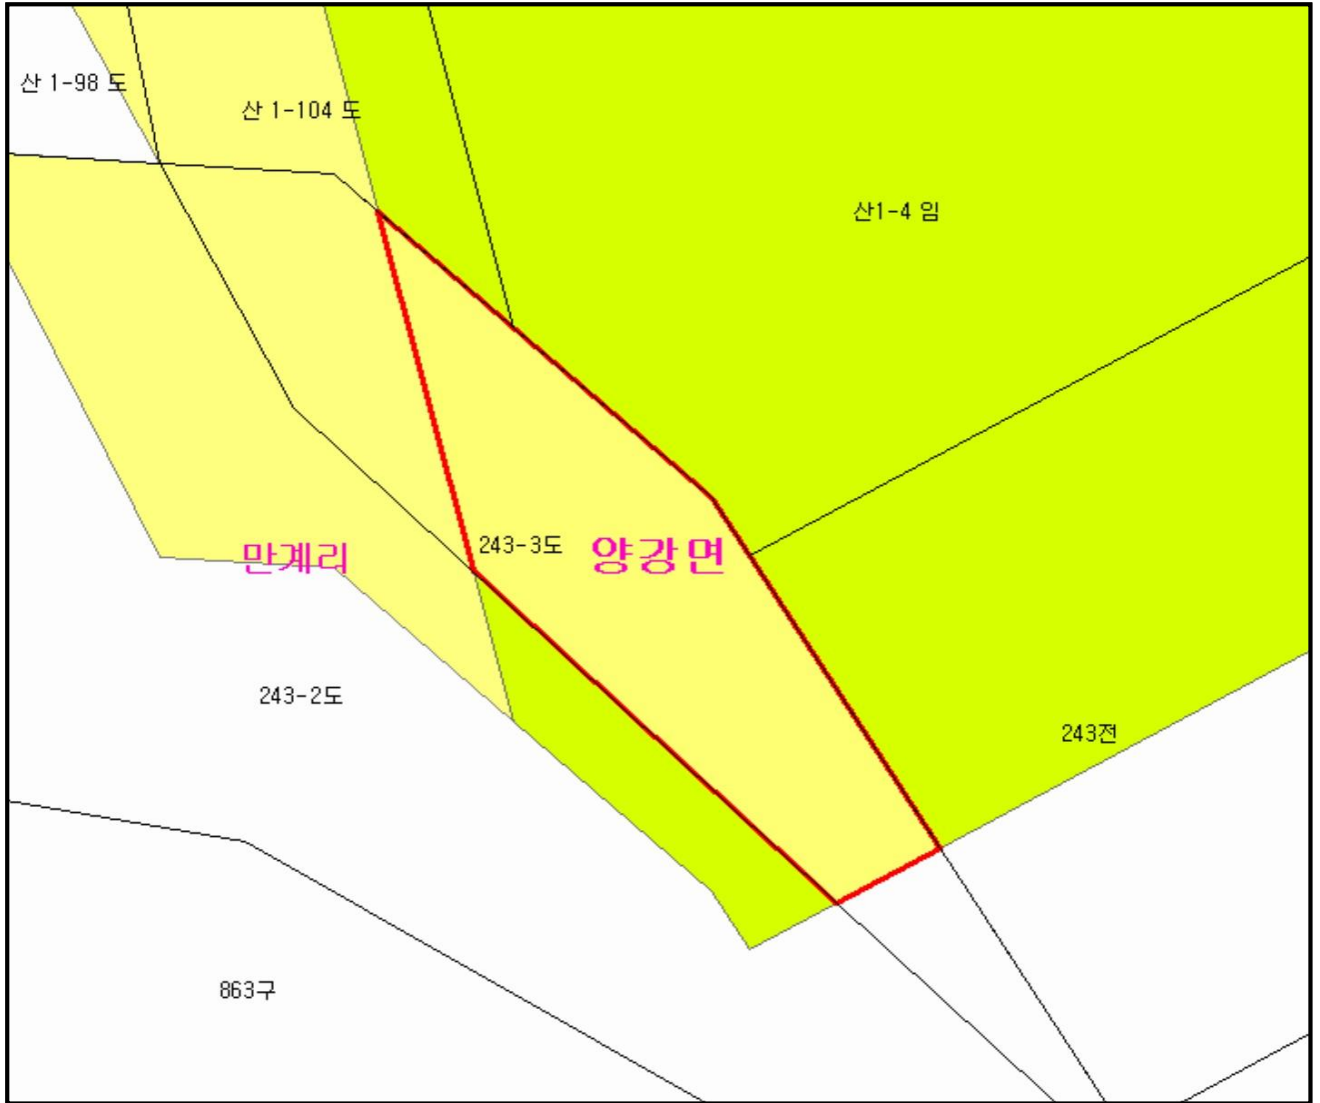 산 1-98 도
산 1-104 도
산1-4 임
243-3도
양강면
만계리
243-2도
243전
863구